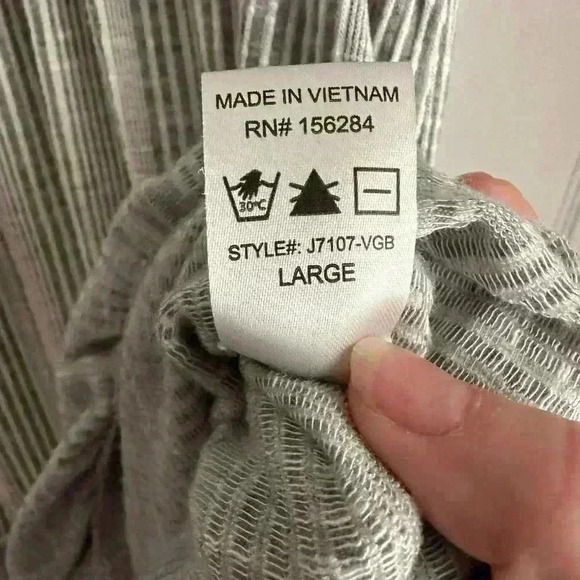 MADE IN VIETNAM
RN# 156284
30°C
STYLE#: J7107-VGB
LARGE